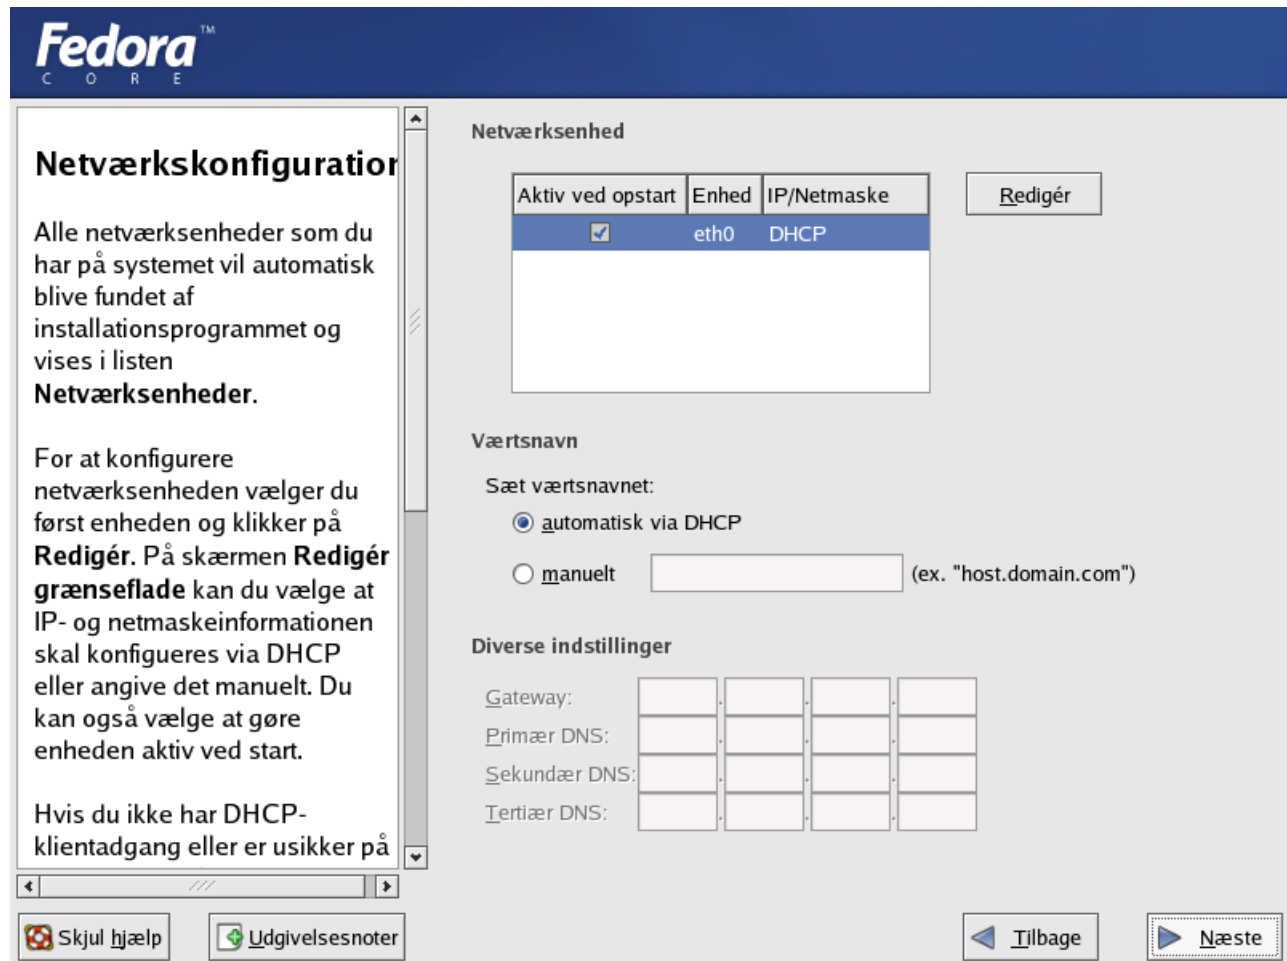 Fedora™
CORE
Netværkskonfiguration
Alle netværksenheder som du
har på systemet vil automatisk
blive fundet af
installationsprogrammet og
vises i listen
Netværksenheder.
For at konfigurere
netværksenheden vælger du
først enheden og klikker på
Redigér. På skærmen Redigér
grænseflade kan du vælge at
IP- og netmaskeinformationen
skal konfigueres via DHCP
eller angive det manuelt. Du
kan også vælge at gøre
enheden aktiv ved start.
Hvis du ikke har DHCP-
klientadgang eller er usikker på
Netværksenhed
Aktiv ved opstart Enhed IP/Netmaske
eth0 DHCP
Redigér
Værtsnavn
Sæt værtsnavnet:
automatisk via DHCP
manuelt (ex. "host.domain.com")
Diverse indstillinger
Gateway: . . .
Primær DNS: . . .
Sekundær DNS: . . .
Tertiær DNS: . . .
Skjul hjælp
Udgivelsesnoter
Tilbage
Næste